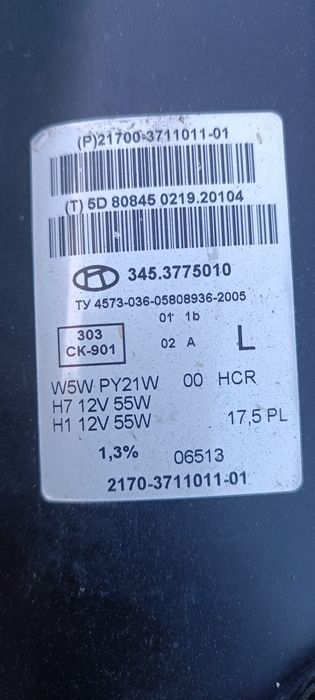 (P)21700-3711011-01
(T) 5D 80845 0219.20104
345.3775010
ТУ 4573-036-05808936-2005
01 1b
303
CK-901
02 A
L
W5W PY21W 00 HCR
H7 12V 55W
H1 12V 55W 17,5 PL
1,3% 06513
2170-3711011-01